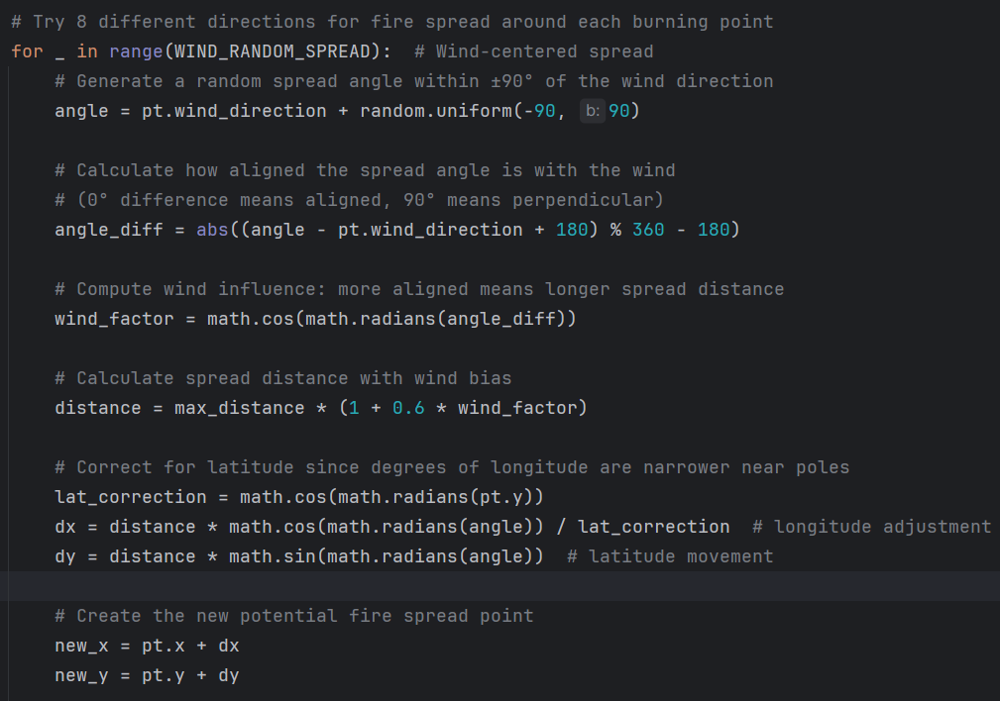 # Try 8 different directions for fire spread around each burning point
for _ in range(WIND_RANDOM_SPREAD):  # Wind-centered spread
    # Generate a random spread angle within ±90° of the wind direction
    angle = pt.wind_direction + random.uniform(-90, b: 90)
    # Calculate how aligned the spread angle is with the wind
    # (0° difference means aligned, 90° means perpendicular)
    angle_diff = abs((angle - pt.wind_direction + 180) % 360 - 180)
    # Compute wind influence: more aligned means longer spread distance
    wind_factor = math.cos(math.radians(angle_diff))
    # Calculate spread distance with wind bias
    distance = max_distance * (1 + 0.6 * wind_factor)
    # Correct for latitude since degrees of longitude are narrower near poles
    lat_correction = math.cos(math.radians(pt.y))
    dx = distance * math.cos(math.radians(angle)) / lat_correction  # longitude adjustment
    dy = distance * math.sin(math.radians(angle))  # latitude movement
    # Create the new potential fire spread point
    new_x = pt.x + dx
    new_y = pt.y + dy